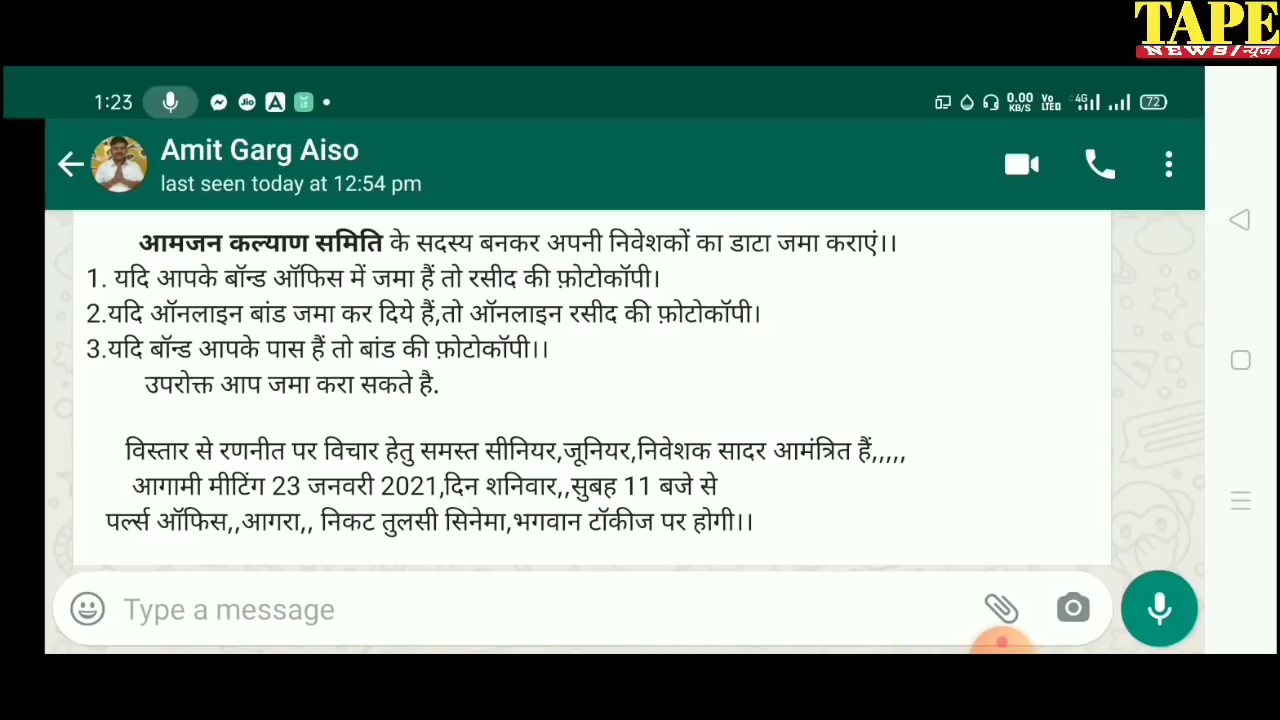 TAPE
NEWS/न्यूज
1:23
0.00 KB/S
Vo LTED
4G
72
Amit Garg Aiso
last seen today at 12:54 pm
आमजन कल्याण समिति के सदस्य बनकर अपनी निवेशकों का डाटा जमा कराएं।।
1. यदि आपके बॉन्ड ऑफिस में जमा हैं तो रसीद की फ़ोटोकॉपी।
2.यदि ऑनलाइन बांड जमा कर दिये हैं,तो ऑनलाइन रसीद की फ़ोटोकॉपी।
3.यदि बॉन्ड आपके पास हैं तो बांड की फ़ोटोकॉपी।।
उपरोक्त आप जमा करा सकते है.
विस्तार से रणनीत पर विचार हेतु समस्त सीनियर,जूनियर,निवेशक सादर आमंत्रित हैं,,,,,
आगामी मीटिंग 23 जनवरी 2021,दिन शनिवार,,सुबह 11 बजे से
पर्ल्स ऑफिस,,आगरा,, निकट तुलसी सिनेमा,भगवान टॉकीज पर होगी।।
Type a message